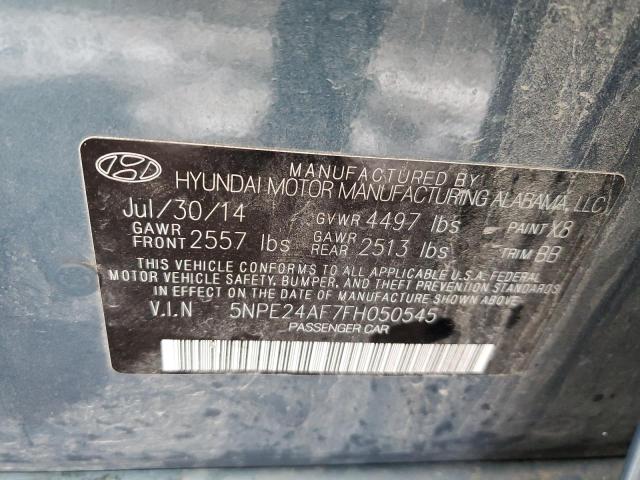 MANUFACTURED BY
HYUNDAI MOTOR MANUFACTURING ALABAMA, LLC
Jul/30/14 GVWR 4497 lbs PAINT X8
GAWR FRONT 2557 lbs GAWR REAR 2513 lbs TRIM BB
THIS VEHICLE CONFORMS TO ALL APPLICABLE U.S.A. FEDERAL
MOTOR VEHICLE SAFETY, BUMPER, AND THEFT PREVENTION STANDARDS
IN EFFECT ON THE DATE OF MANUFACTURE SHOWN ABOVE.
V.I.N 5NPE24AF7FH050545
PASSENGER CAR